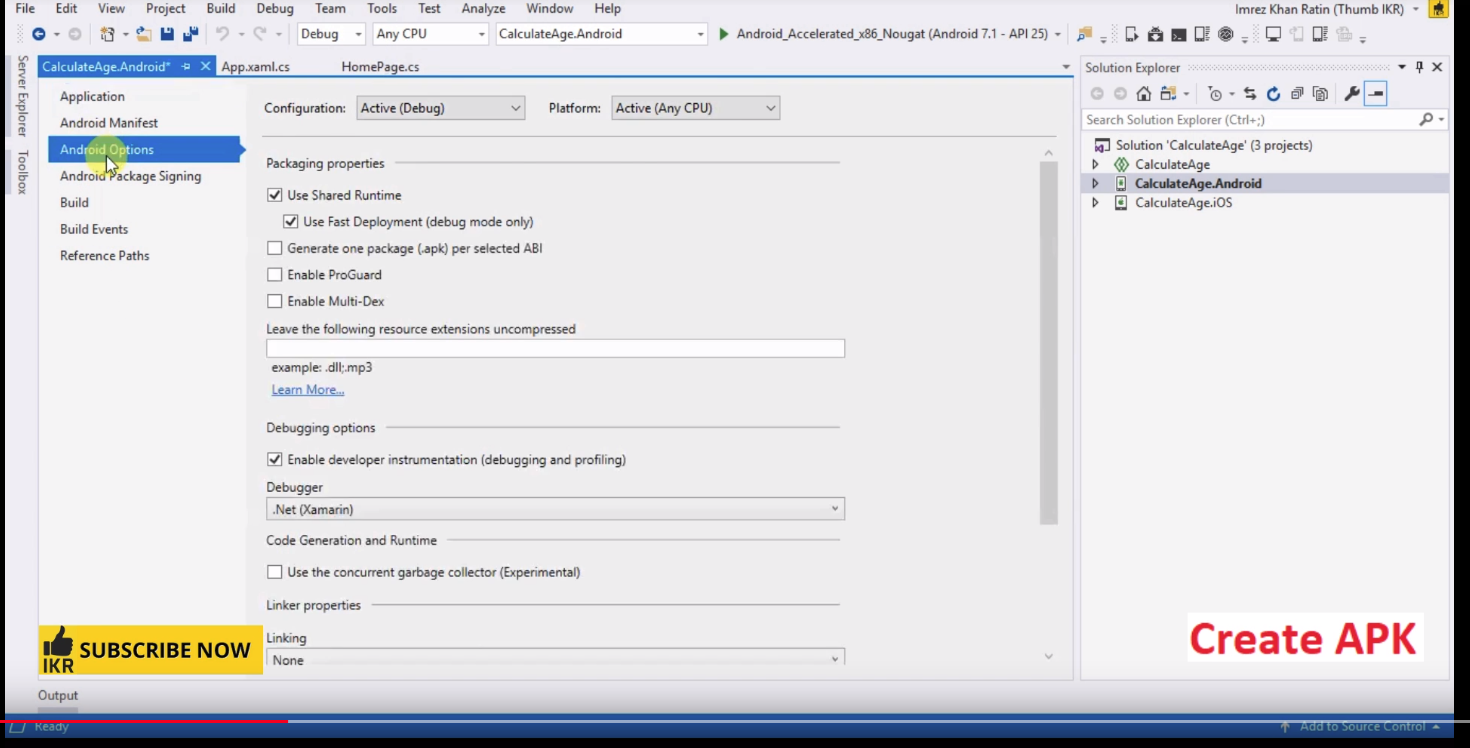 File Edit View Project Build Debug Team Tools Test Analyze Window Help Imrez Khan Ratin (Thumb IKR)
Debug Any CPU CalculateAge.Android Android_Accelerated_x86_Nougat (Android 7.1 - API 25)
Server Explorer
Toolbox
CalculateAge.Android* App.xaml.cs HomePage.cs
Application
Android Manifest
Android Options
Android Package Signing
Build
Build Events
Reference Paths
Configuration: Active (Debug) Platform: Active (Any CPU)
Packaging properties
Use Shared Runtime
Use Fast Deployment (debug mode only)
Generate one package (.apk) per selected ABI
Enable ProGuard
Enable Multi-Dex
Leave the following resource extensions uncompressed
example: .dll;.mp3
Learn More...
Debugging options
Enable developer instrumentation (debugging and profiling)
Debugger
.Net (Xamarin)
Code Generation and Runtime
Use the concurrent garbage collector (Experimental)
Linker properties
Linking
None
Solution Explorer
Search Solution Explorer (Ctrl+;)
Solution 'CalculateAge' (3 projects)
CalculateAge
CalculateAge.Android
CalculateAge.iOS
IKR SUBSCRIBE NOW
Create APK
Output
Ready Add to Source Control